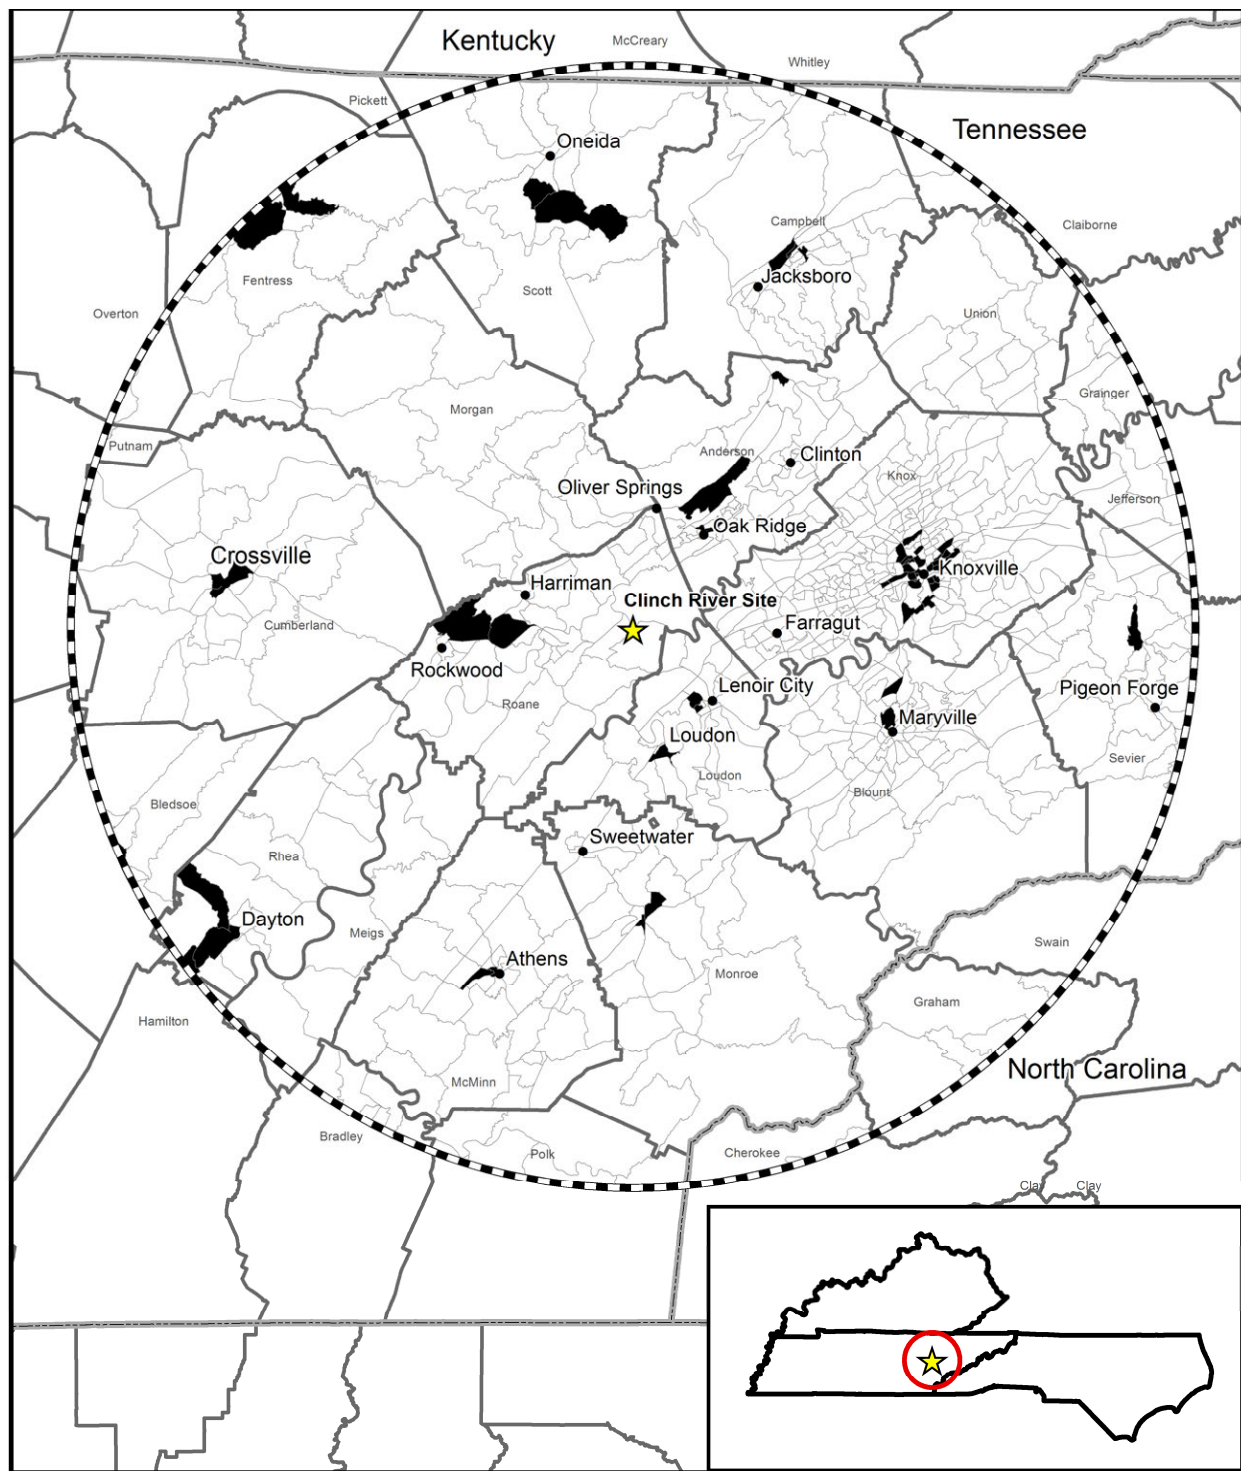 Kentucky
McCreary
Whitley
Pickett
Tennessee
Oneida
Campbell
Claiborne
Fentress
Jacksboro
Scott
Overton
Union
Grainger
Morgan
Putnam
Anderson
Clinton
Knox
Oliver Springs
Jefferson
Oak Ridge
Crossville
Knoxville
Harriman
Clinch River Site
Cumberland
Farragut
Rockwood
Lenoir City
Pigeon Forge
Roane
Maryville
Loudon
Sevier
Loudon
Blount
Bledsoe
Sweetwater
Rhea
Dayton
Meigs
Swain
Athens
Monroe
Graham
Hamilton
North Carolina
McMinn
Bradley
Polk
Cherokee
Clay
Clay